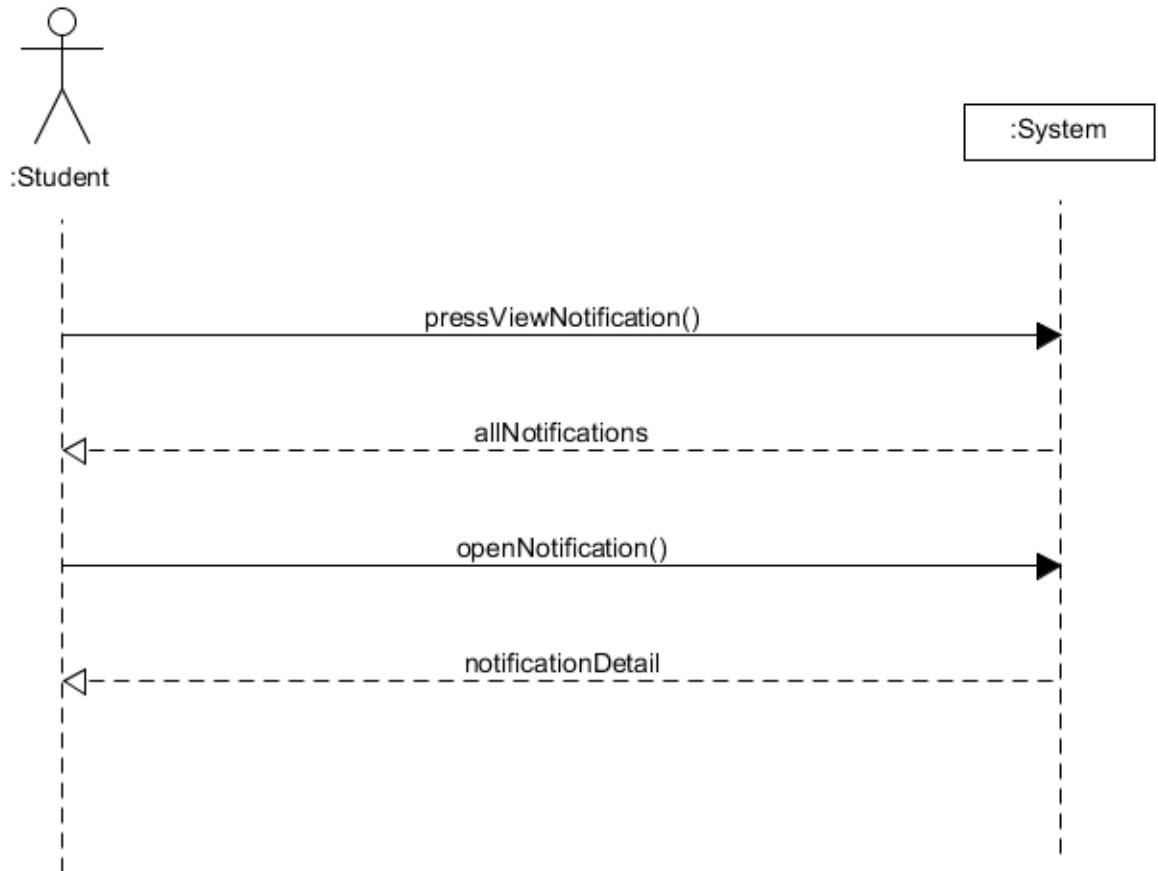 :System
:Student
pressViewNotification()
allNotifications
openNotification()
notificationDetail